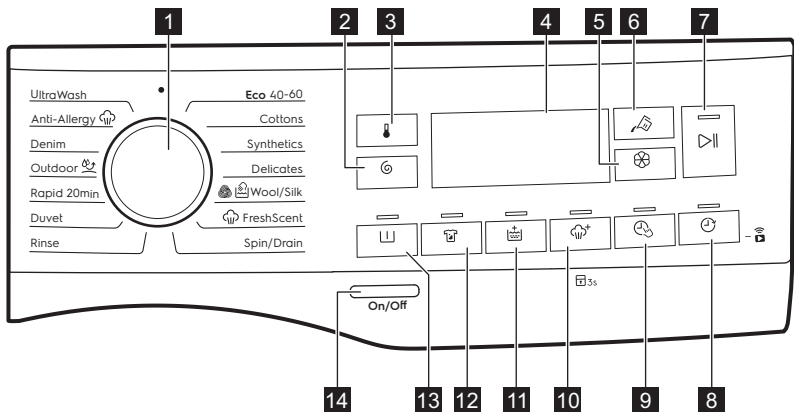 1
2
3
4
5
6
7
UltraWash
Anti-Allergy
Denim
Outdoor
Rapid 20min
Duvet
Rinse
Eco 40-60
Cottons
Synthetics
Delicates
Wool/Silk
FreshScent
Spin/Drain
3s
On/Off
14
13
12
11
10
9
8